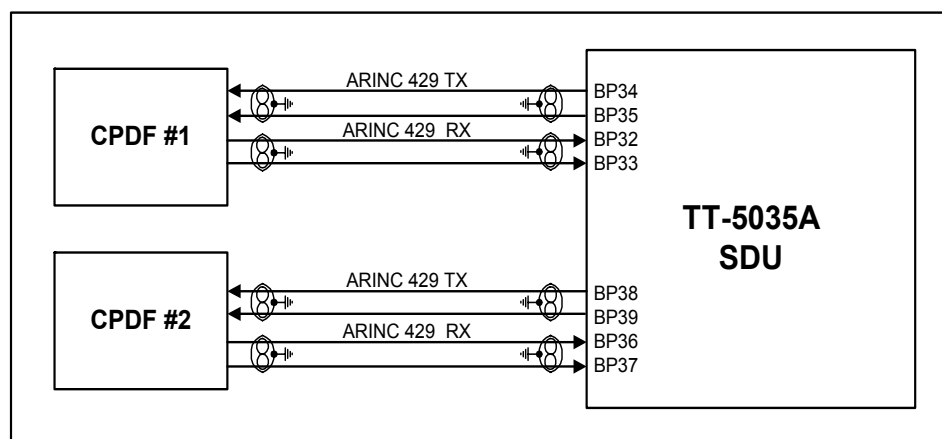 CPDF #1
ARINC 429 TX
ARINC 429  RX
BP34
BP35
BP32
BP33
TT-5035A
SDU
CPDF #2
ARINC 429 TX
ARINC 429  RX
BP38
BP39
BP36
BP37